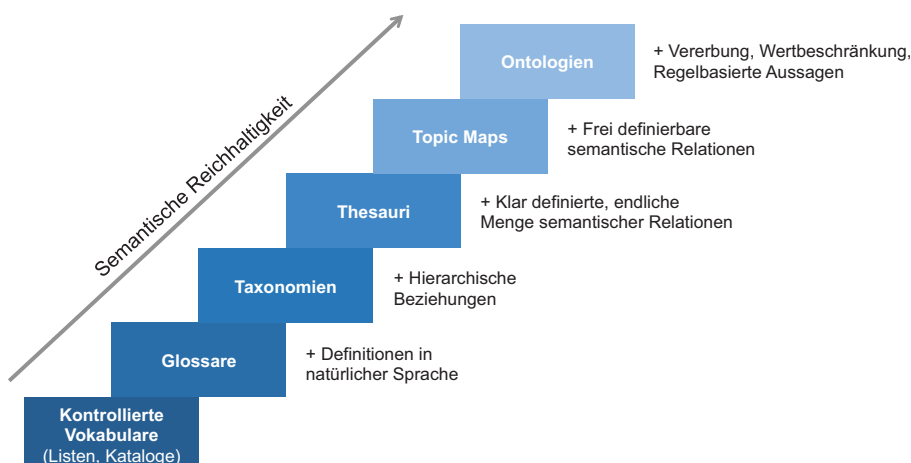 Ontologien
+ Vererbung, Wertbeschränkung,
Regelbasierte Aussagen
Semantische Reichhaltigkeit
Topic Maps
+ Frei definierbare
semantische Relationen
Thesauri
+ Klar definierte, endliche
Menge semantischer Relationen
Taxonomien
+ Hierarchische
Beziehungen
Glossare
+ Definitionen in
natürlicher Sprache
Kontrollierte
Vokabulare
(Listen, Kataloge)